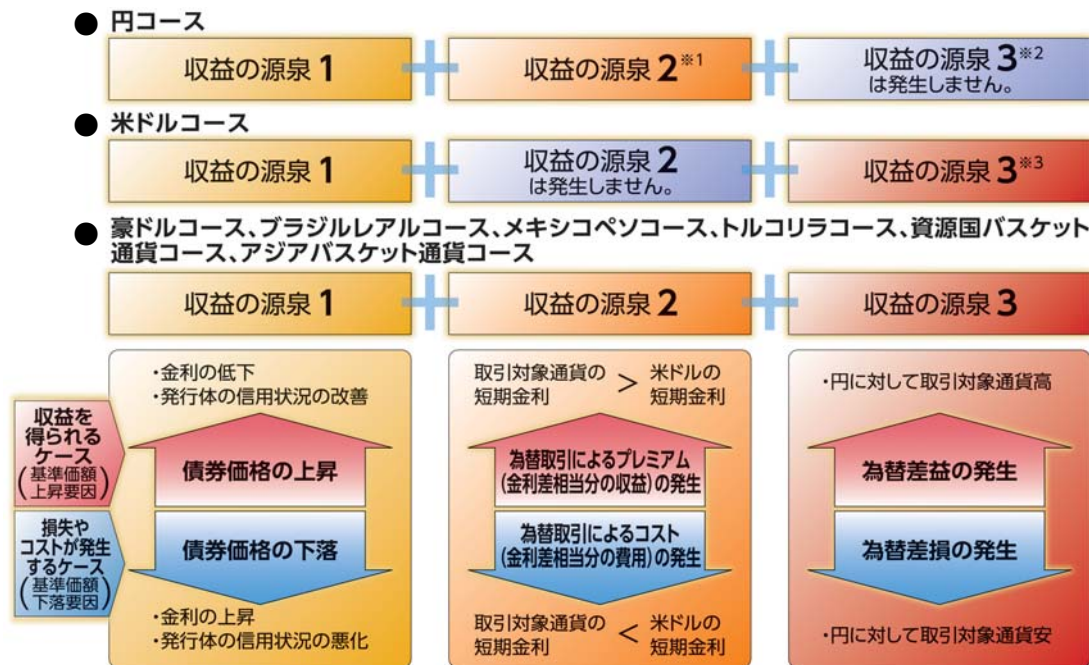 ● 円コース
収益の源泉 1 + 収益の源泉 2※1 + 収益の源泉 3※2
は発生しません。
● 米ドルコース
収益の源泉 1 + 収益の源泉 2 + 収益の源泉 3※3
は発生しません。
● 豪ドルコース、ブラジルレアルコース、メキシコペソコース、トルコリラコース、資源国バスケット
通貨コース、アジアバスケット通貨コース
収益の源泉 1 + 収益の源泉 2 + 収益の源泉 3
収益を
得られる
ケース
(基準価額
上昇要因)
損失や
コストが発生
するケース
(基準価額
下落要因)
・金利の低下
・発行体の信用状況の改善
債券価格の上昇
債券価格の下落
・金利の上昇
・発行体の信用状況の悪化
取引対象通貨の > 米ドルの
短期金利 短期金利
為替取引によるプレミアム
(金利差相当分の収益)の発生
為替取引によるコスト
(金利差相当分の費用)の発生
取引対象通貨の < 米ドルの
短期金利 短期金利
・円に対して取引対象通貨高
為替差益の発生
為替差損の発生
・円に対して取引対象通貨安